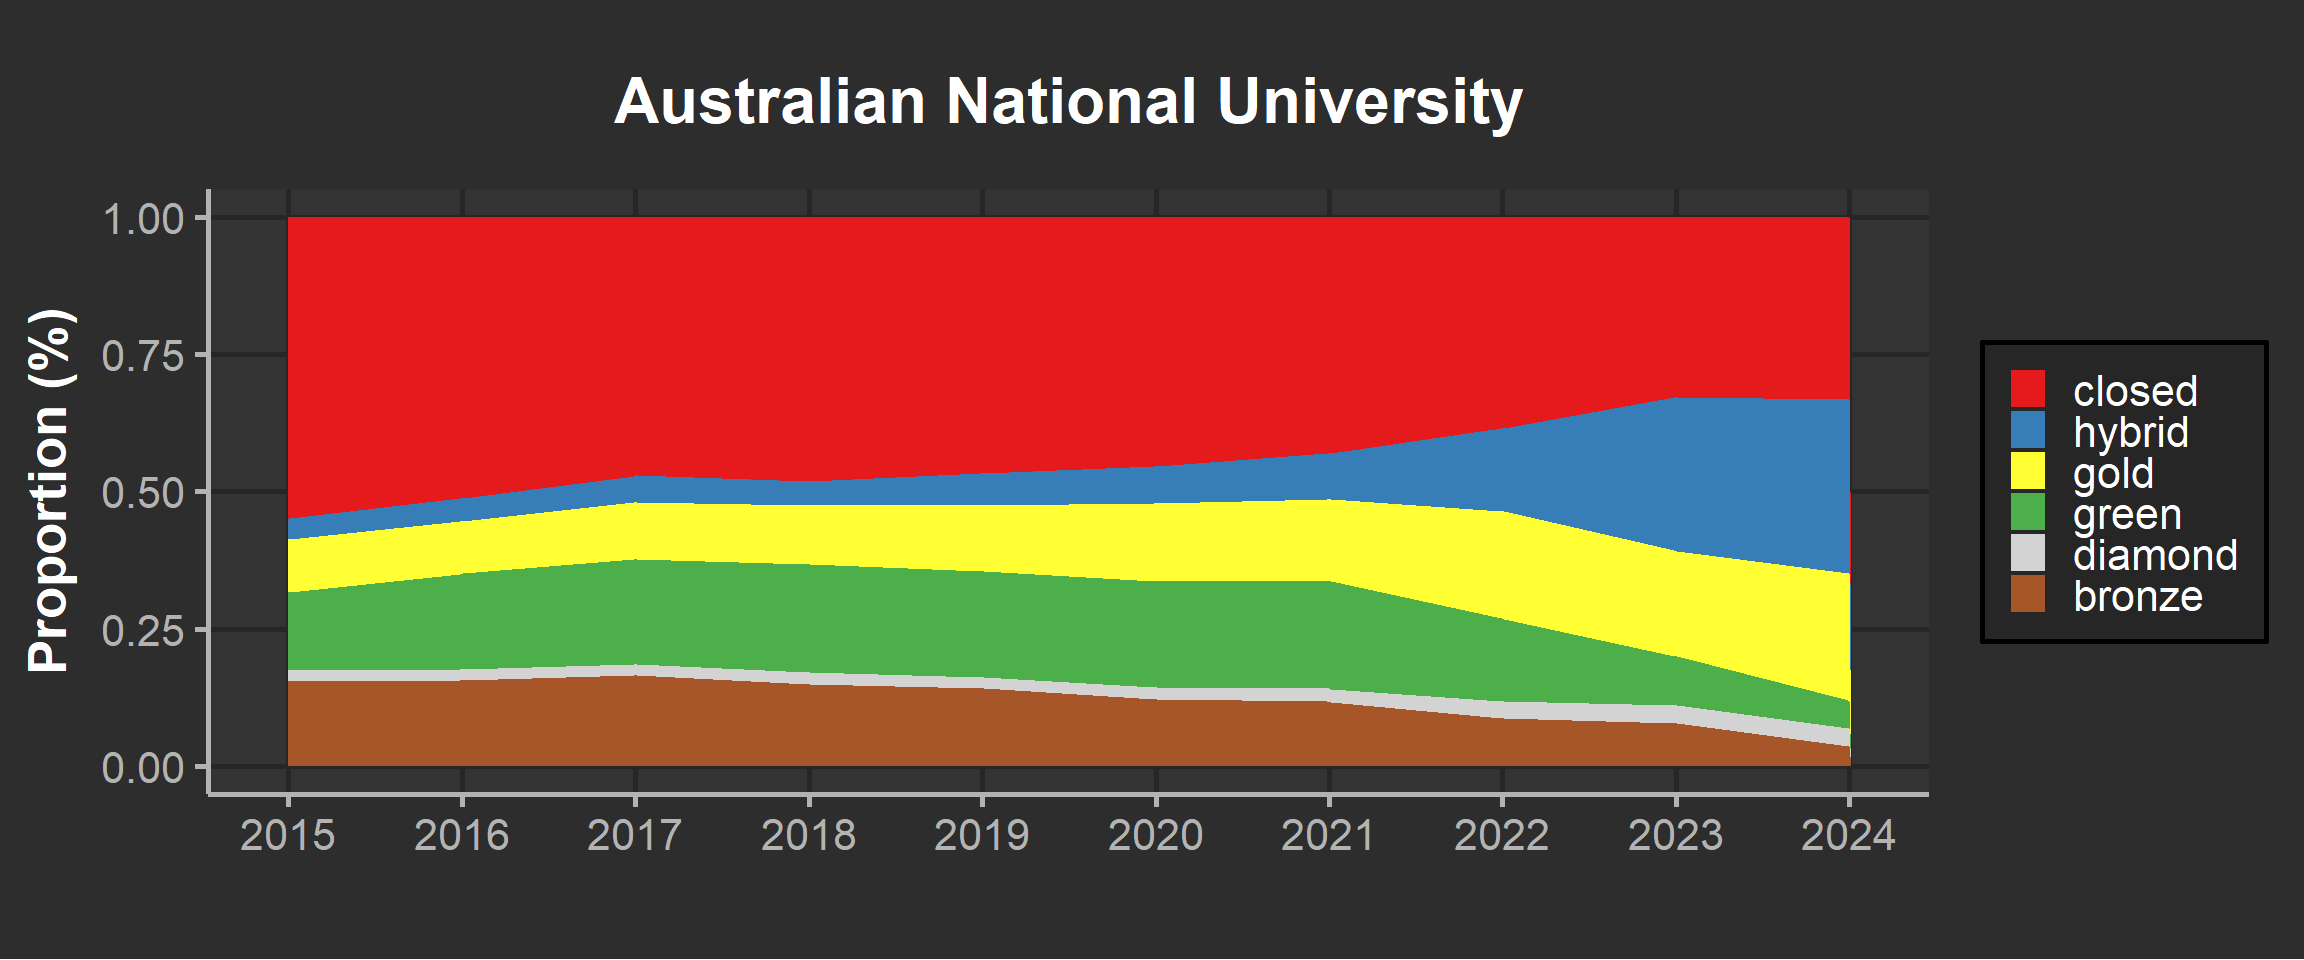 Australian National University
Proportion (%)
1.00
0.75
0.50
0.25
0.00
2015 2016 2017 2018 2019 2020 2021 2022 2023 2024
closed
hybrid
gold
green
diamond
bronze